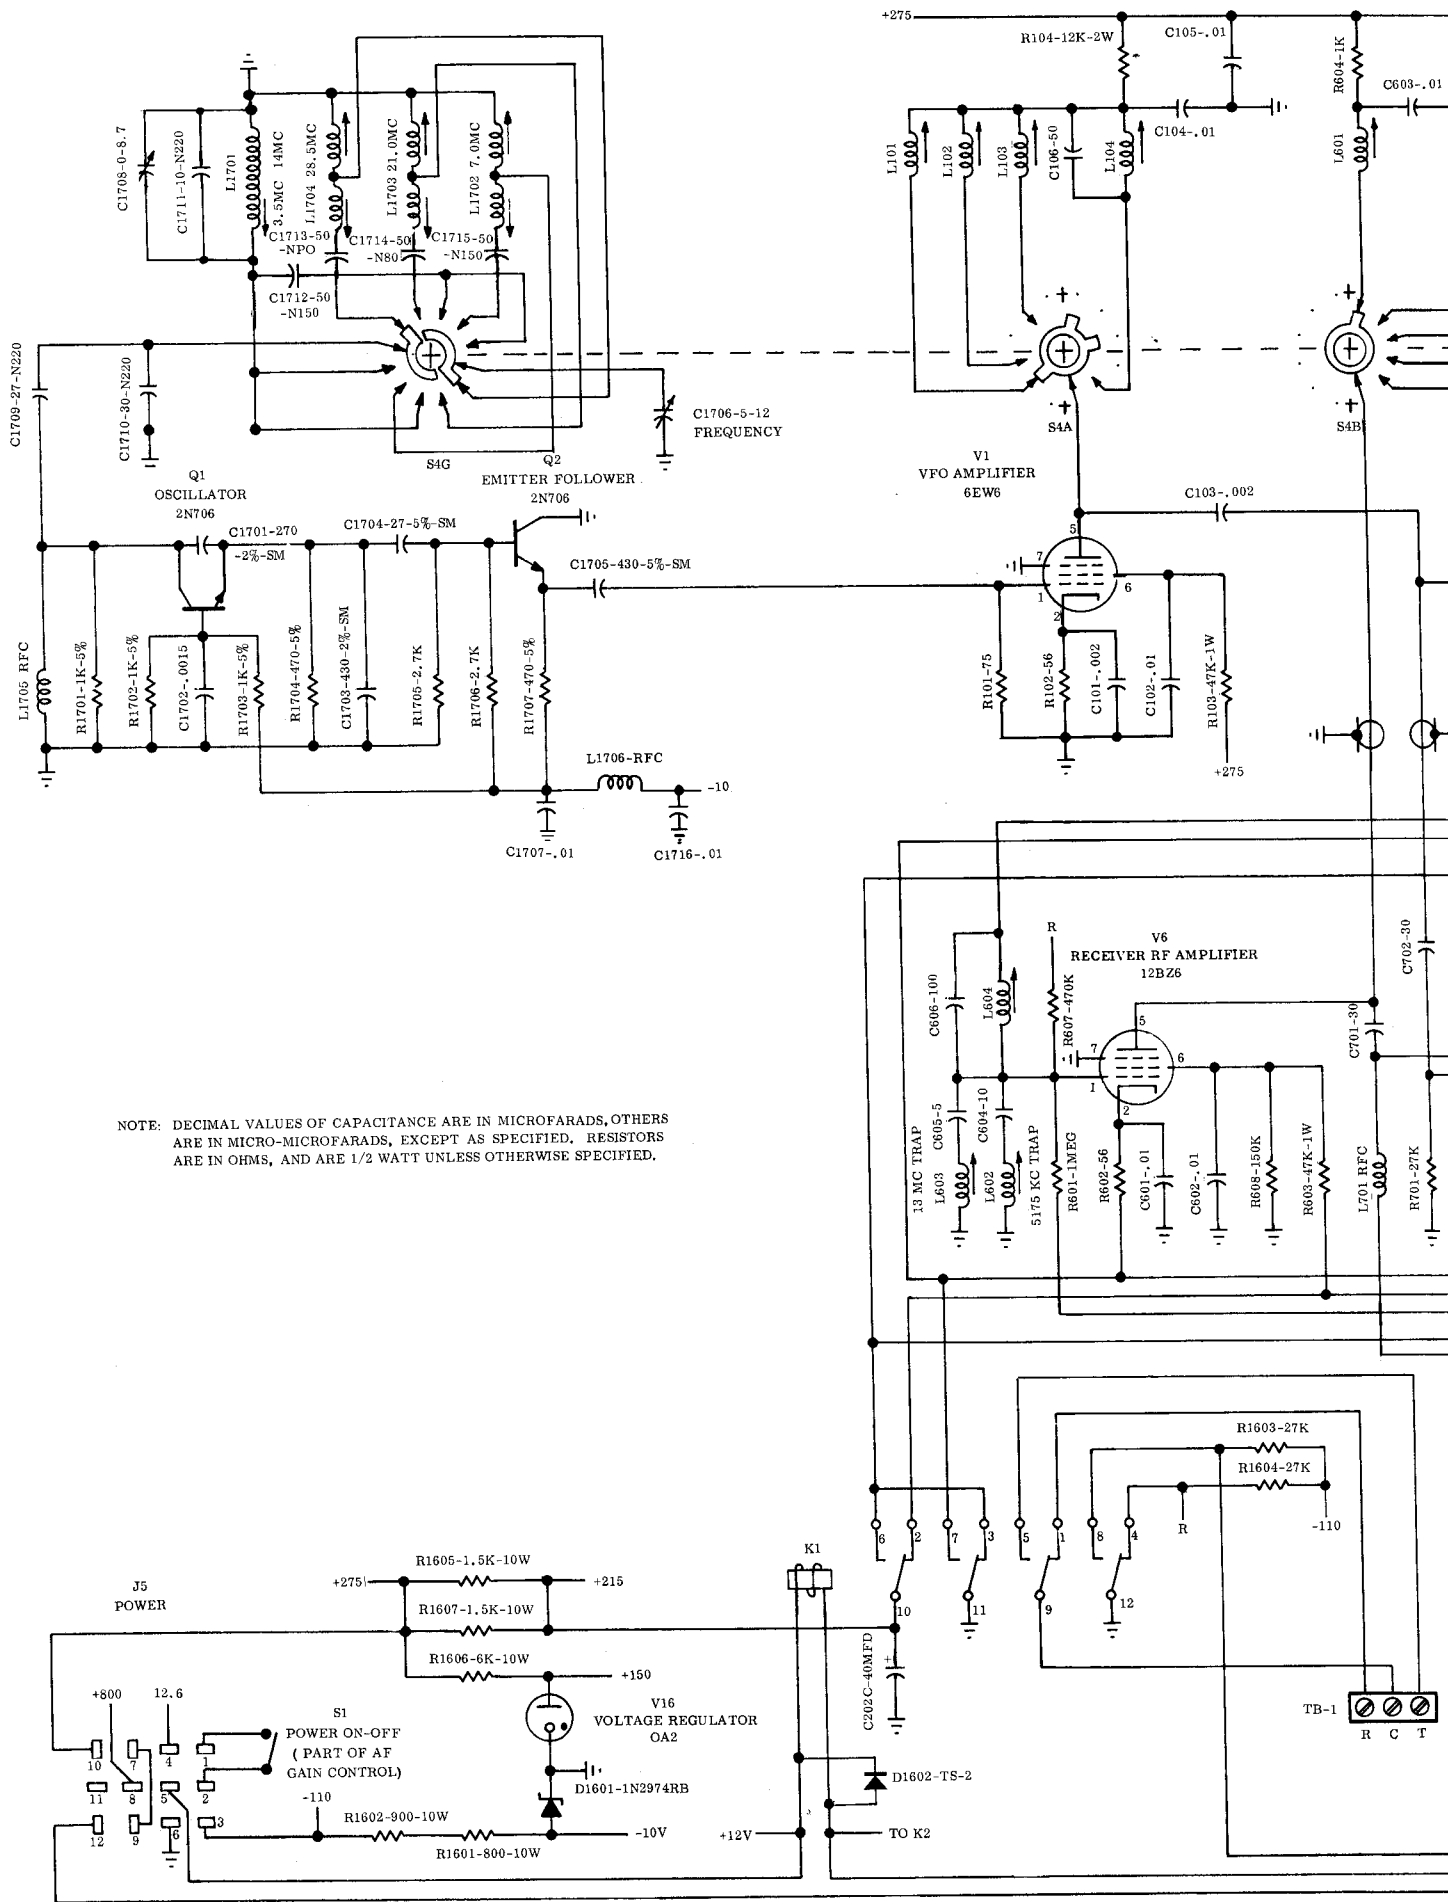 +275
R104-12K-2W
C105-.01
R604-1K
C603-.01
C104-.01
C1708-0-8.7
C1711-10-N220
L1701
3.5MC 14MC
L1704 28.5MC
L1703 21.0MC
L1702 7.0MC
L101
L102
L103
C106-50
L104
L601
C1713-50
-NPO
C1714-50
-N80
C1715-50
-N150
C1712-50
-N150
C1709-27-N220
C1710-30-N220
C1706-5-12
FREQUENCY
S4G
S4A
S4B
Q1
OSCILLATOR
2N706
Q2
EMITTER FOLLOWER
2N706
V1
VFO AMPLIFIER
6EW6
C103-.002
C1701-270
-2%-SM
C1704-27-5%-SM
C1705-430-5%-SM
5
7
1
2
6
L1705 RFC
R1701-1K-5%
R1702-1K-5%
C1702-.0015
R1703-1K-5%
R1704-470-5%
C1703-430-2%-SM
R1705-2.7K
R1706-2.7K
R1707-470-5%
R101-75
R102-56
C101-.002
C102-.01
R103-47K-1W
+275
L1706-RFC
-10
C1707-.01
C1716-.01
R
V6
RECEIVER RF AMPLIFIER
12BZ6
C702-30
C606-100
L604
R607-470K
C701-30
5
7
1
2
6
NOTE: DECIMAL VALUES OF CAPACITANCE ARE IN MICROFARADS, OTHERS
ARE IN MICRO-MICROFARADS, EXCEPT AS SPECIFIED. RESISTORS
ARE IN OHMS, AND ARE 1/2 WATT UNLESS OTHERWISE SPECIFIED.
C605-5
C604-10
13 MC TRAP
L603
L602
5175 KC TRAP
R601-1MEG
R602-56
C601-.01
C602-.01
R608-150K
R603-47K-1W
L701 RFC
R701-27K
R1603-27K
R1604-27K
R
-110
6
2
7
3
5
1
8
4
10
11
9
12
K1
J5
POWER
R1605-1.5K-10W
+275
+215
R1607-1.5K-10W
R1606-6K-10W
+150
C202C-40MFD
+
+800
12.6
S1
POWER ON-OFF
( PART OF AF
GAIN CONTROL)
V16
VOLTAGE REGULATOR
OA2
TB-1
R C T
10
7
4
1
11
8
5
2
12
9
6
3
D1601-1N2974RB
D1602-TS-2
-110
R1602-900-10W
R1601-800-10W
-10V
+12V
TO K2